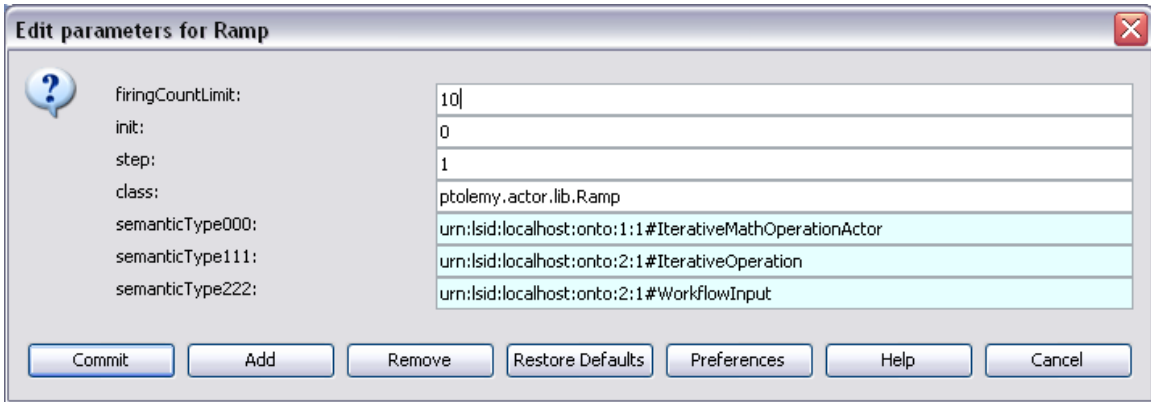 Edit parameters for Ramp
firingCountLimit: 10
init: 0
step: 1
class: ptolemy.actor.lib.Ramp
semanticType000: urn:lsid:localhost:onto:1:1#IterativeMathOperationActor
semanticType111: urn:lsid:localhost:onto:2:1#IterativeOperation
semanticType222: urn:lsid:localhost:onto:2:1#WorkflowInput
Commit Add Remove Restore Defaults Preferences Help Cancel